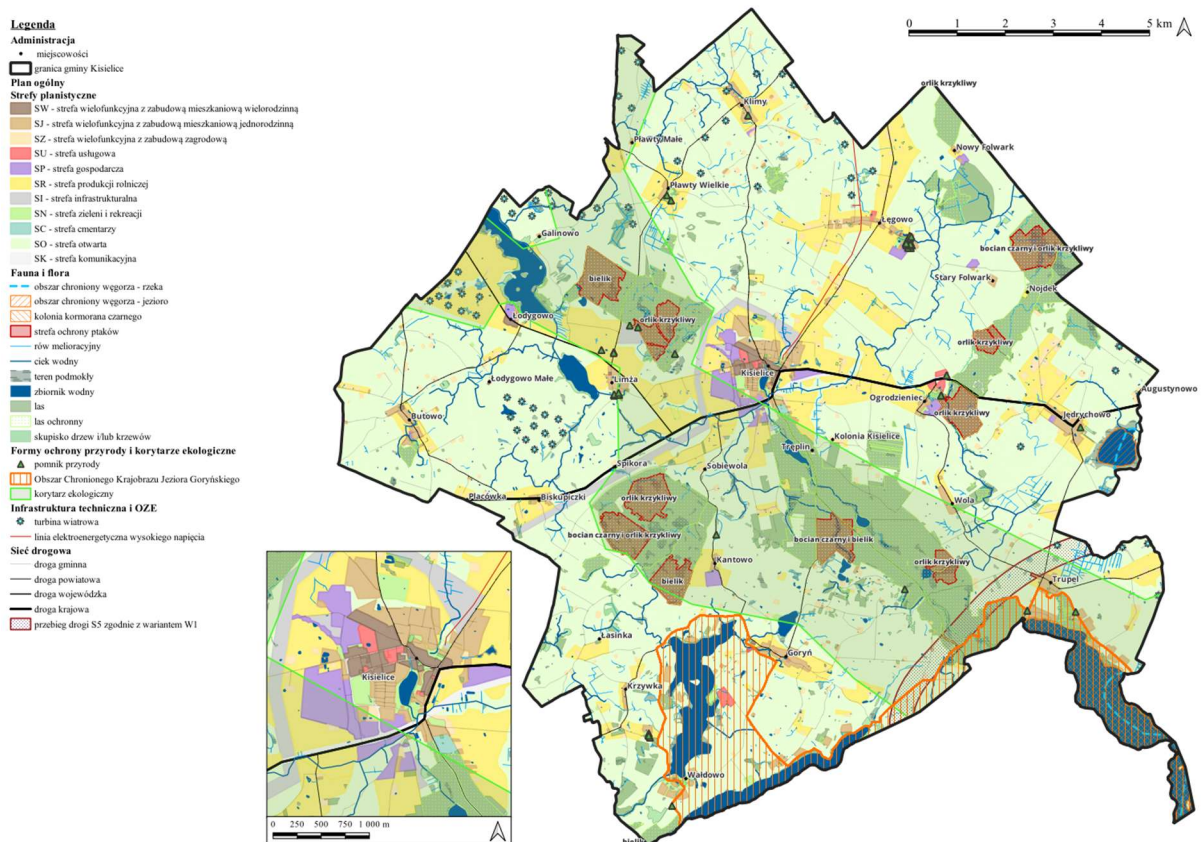 Legenda
Administracja
miejscowości
granica gminy Kisielice
Plan ogólny
Strefy planistyczne
SW - strefa wielofunkcyjna z zabudową mieszkaniową wielorodzinną
SJ - strefa wielofunkcyjna z zabudową mieszkaniową jednorodzinną
SZ - strefa wielofunkcyjna z zabudową zagrodową
SU - strefa usługowa
SP - strefa gospodarcza
SR - strefa produkcji rolniczej
SI - strefa infrastrukturalna
SN - strefa zieleni i rekreacji
SC - strefa cmentarzy
SO - strefa otwarta
SK - strefa komunikacyjna
Fauna i flora
obszar chroniony węgorza - rzeka
obszar chroniony węgorza - jezioro
kolonia kormorana czarnego
strefa ochrony ptaków
rów melioracyjny
ciek wodny
teren podmokły
zbiornik wodny
las
las ochronny
skupisko drzew i/lub krzewów
Formy ochrony przyrody i korytarze ekologiczne
pomnik przyrody
Obszar Chronionego Krajobrazu Jeziora Goryńskiego
korytarz ekologiczny
Infrastruktura techniczna i OZE
turbina wiatrowa
linia elektroenergetyczna wysokiego napięcia
Sieć drogowa
droga gminna
droga powiatowa
droga wojewódzka
droga krajowa
przebieg drogi S5 zgodnie z wariantem W1
0 1 2 3 4 5 km
orlik krzykliwy
Klimy
Pławty Małe
Nowy Folwark
Pławty Wielkie
Łęgowo
Galinowo
bocian czarny i orlik krzykliwy
bielik
Stary Folwark
Nojdek
Łodygowo
orlik krzykliwy
orlik krzykliwy
Kisielice
Łodygowo Małe
Limża
Augustynowo
Ogrodzieniec
orlik krzykliwy
Jędrychowo
Butowo
Kolonia Kisielice
Tręplin
Spikora
Sobiewola
Placówka
Biskupiczki
orlik krzykliwy
Wola
bocian czarny i orlik krzykliwy
bocian czarny i bielik
orlik krzykliwy
Kantowo
bielik
Trupel
Łasinka
Goryń
Krzywka
Wałdowo
bielik
Kisielice
0 250 500 750 1 000 m